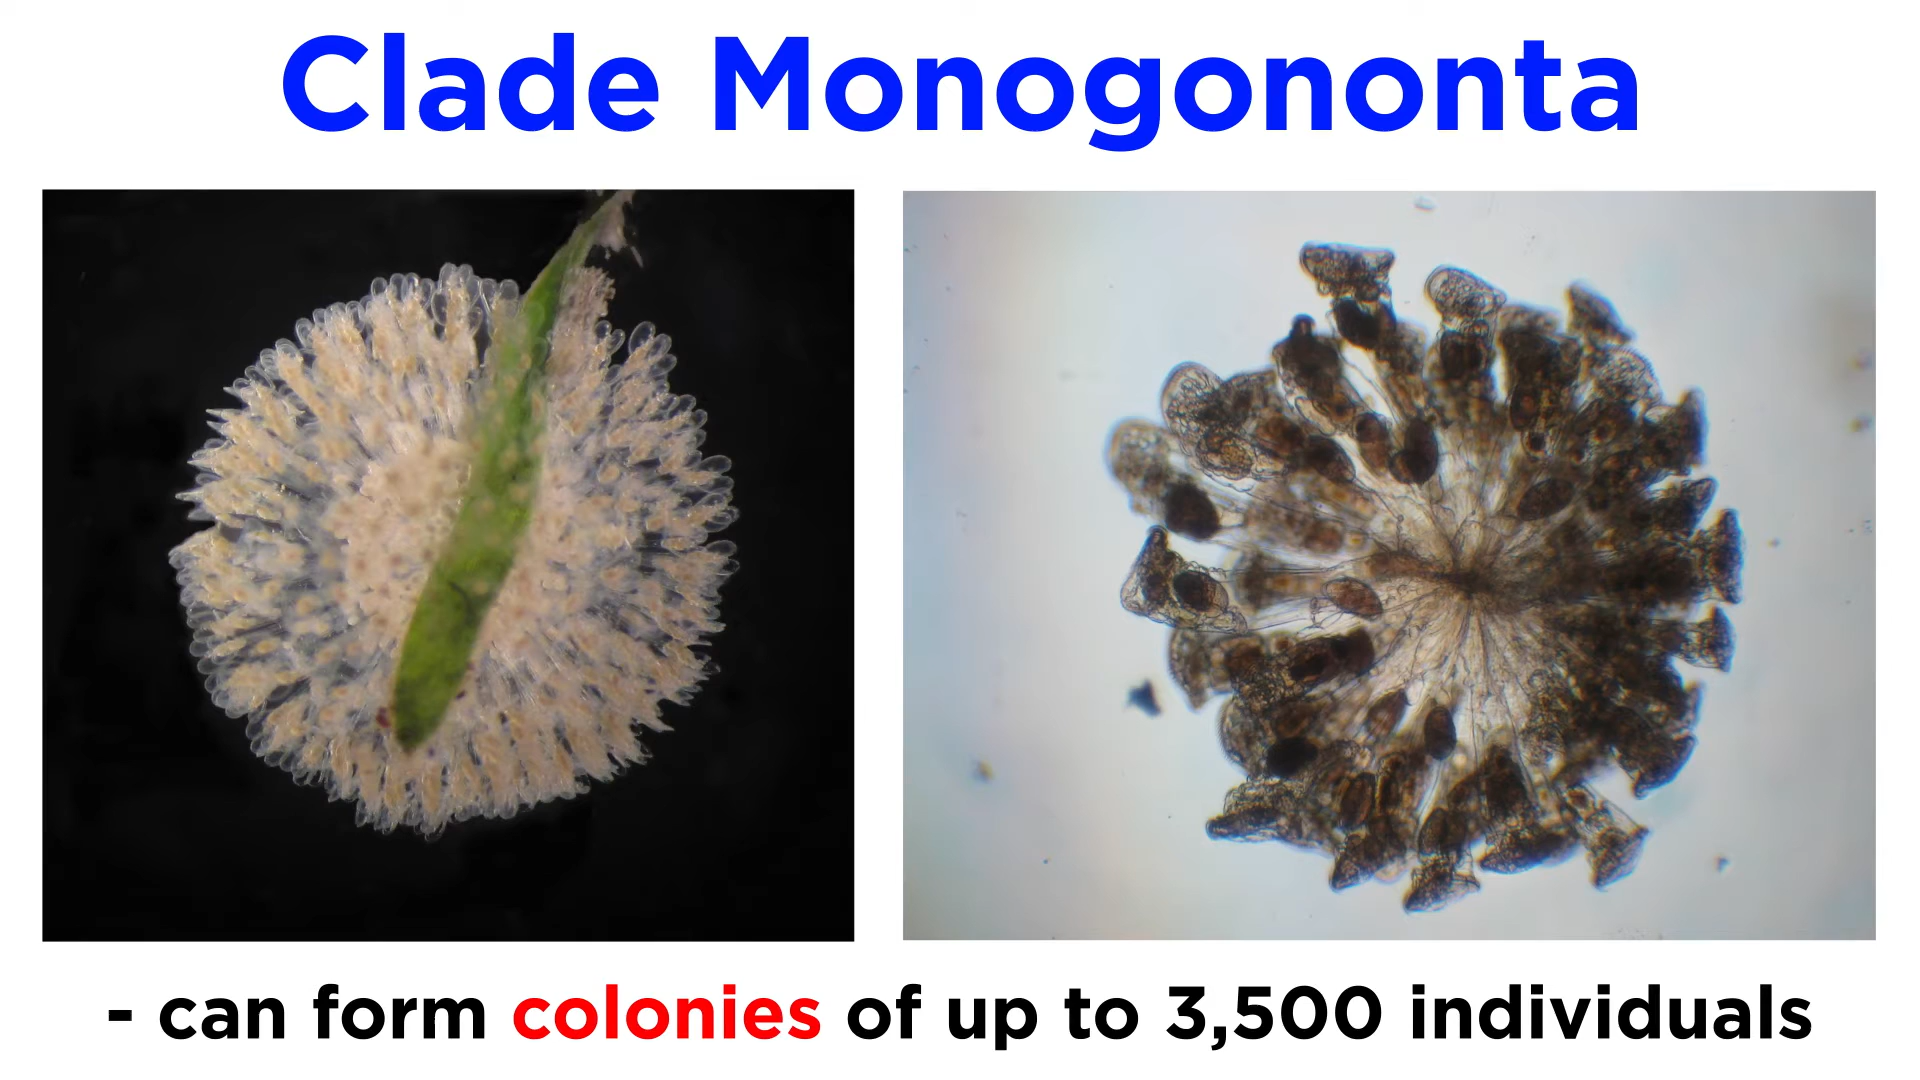 Clade Monogononta
- can form colonies of up to 3,500 individuals